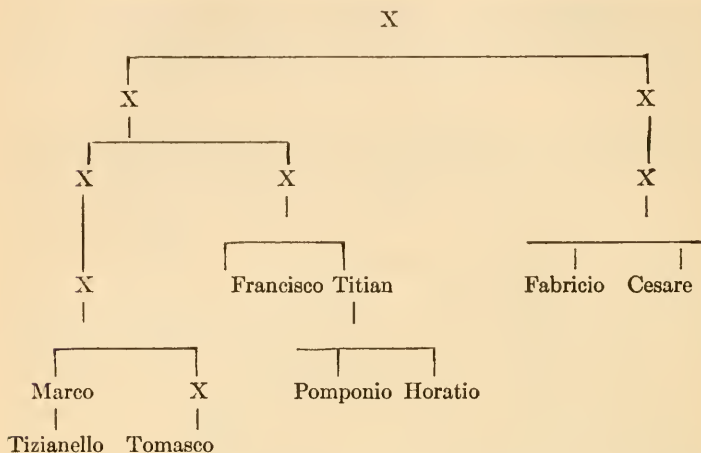 X
X X
X X X
X Francisco Titian Fabricio Cesare
Marco X Pomponio Horatio
Tizianello Tomasco